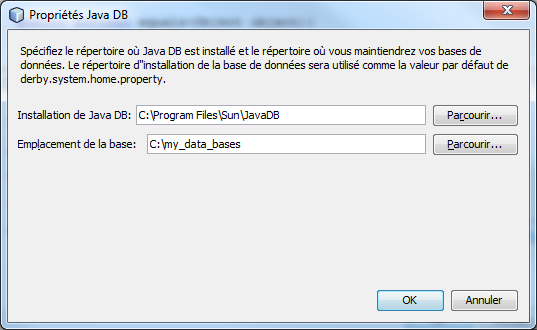 Propriétés Java DB
Spécifiez le répertoire où Java DB est installé et le répertoire où vous maintiendrez vos bases de
données. Le répertoire d"installation de la base de données sera utilisé comme la valeur par défaut de
derby.system.home.property.
Installation de Java DB: C:\Program Files\Sun\JavaDB Parcourir...
Emplacement de la base: C:\my_data_bases Parcourir...
OK Annuler